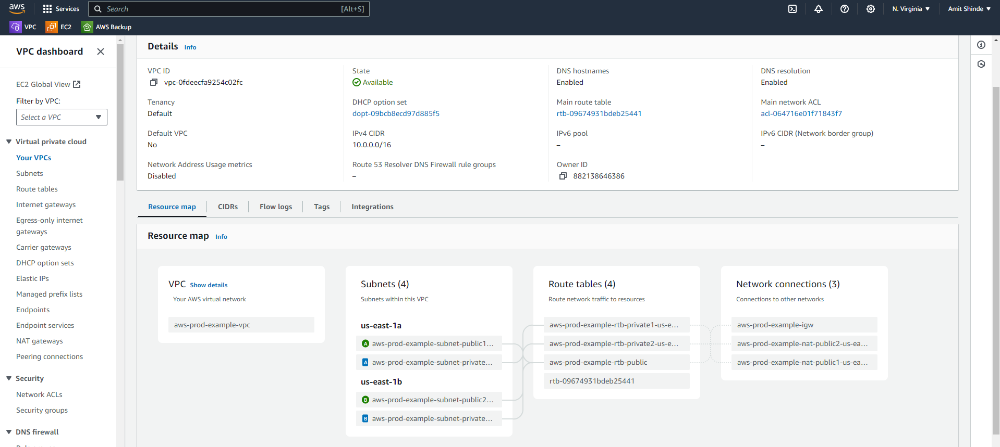 aws
Services
Search
[Alt+S]
N. Virginia
Amit Shinde
VPC
EC2
AWS Backup
VPC dashboard
EC2 Global View
Filter by VPC:
Select a VPC
Virtual private cloud
Your VPCs
Subnets
Route tables
Internet gateways
Egress-only internet
gateways
Carrier gateways
DHCP option sets
Elastic IPs
Managed prefix lists
Endpoints
Endpoint services
NAT gateways
Peering connections
Security
Network ACLs
Security groups
DNS firewall
Details Info
VPC ID
vpc-0fdeecfa9254c02fc
State
Available
DNS hostnames
Enabled
DNS resolution
Enabled
Tenancy
Default
DHCP option set
dopt-09bcb8ecd97d885f5
Main route table
rtb-09674931bdeb25441
Main network ACL
acl-064716e01f71843f7
Default VPC
No
IPv4 CIDR
10.0.0.0/16
IPv6 pool
–
IPv6 CIDR (Network border group)
–
Network Address Usage metrics
Disabled
Route 53 Resolver DNS Firewall rule groups
–
Owner ID
882138646386
Resource map
CIDRs
Flow logs
Tags
Integrations
Resource map Info
VPC Show details
Your AWS virtual network
aws-prod-example-vpc
Subnets (4)
Subnets within this VPC
us-east-1a
A aws-prod-example-subnet-public1...
A aws-prod-example-subnet-private...
us-east-1b
B aws-prod-example-subnet-public2...
B aws-prod-example-subnet-private...
Route tables (4)
Route network traffic to resources
aws-prod-example-rtb-private1-us-e...
aws-prod-example-rtb-private2-us-e...
aws-prod-example-rtb-public
rtb-09674931bdeb25441
Network connections (3)
Connections to other networks
aws-prod-example-igw
aws-prod-example-nat-public2-us-ea...
aws-prod-example-nat-public1-us-ea...